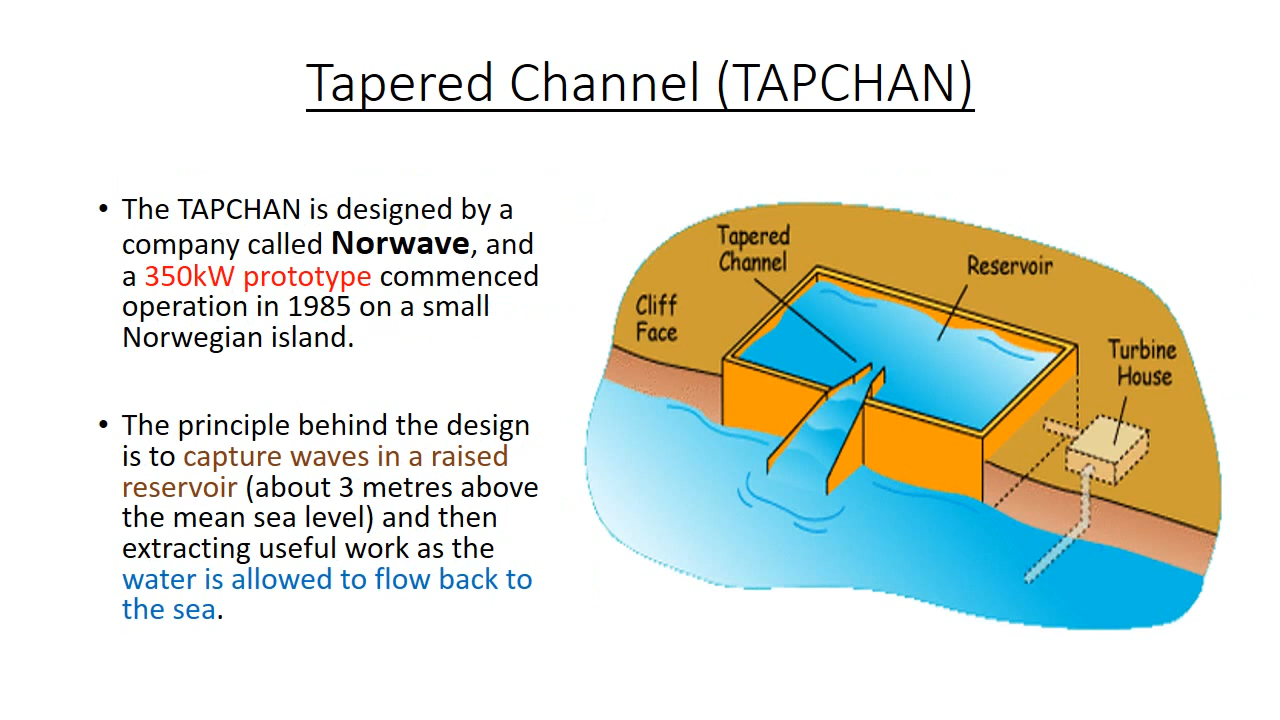 Tapered Channel (TAPCHAN)
• The TAPCHAN is designed by a
company called Norwave, and
a 350kW prototype commenced
operation in 1985 on a small
Norwegian island.
• The principle behind the design
is to capture waves in a raised
reservoir (about 3 metres above
the mean sea level) and then
extracting useful work as the
water is allowed to flow back to
the sea.
Tapered
Channel
Reservoir
Cliff
Face
Turbine
House